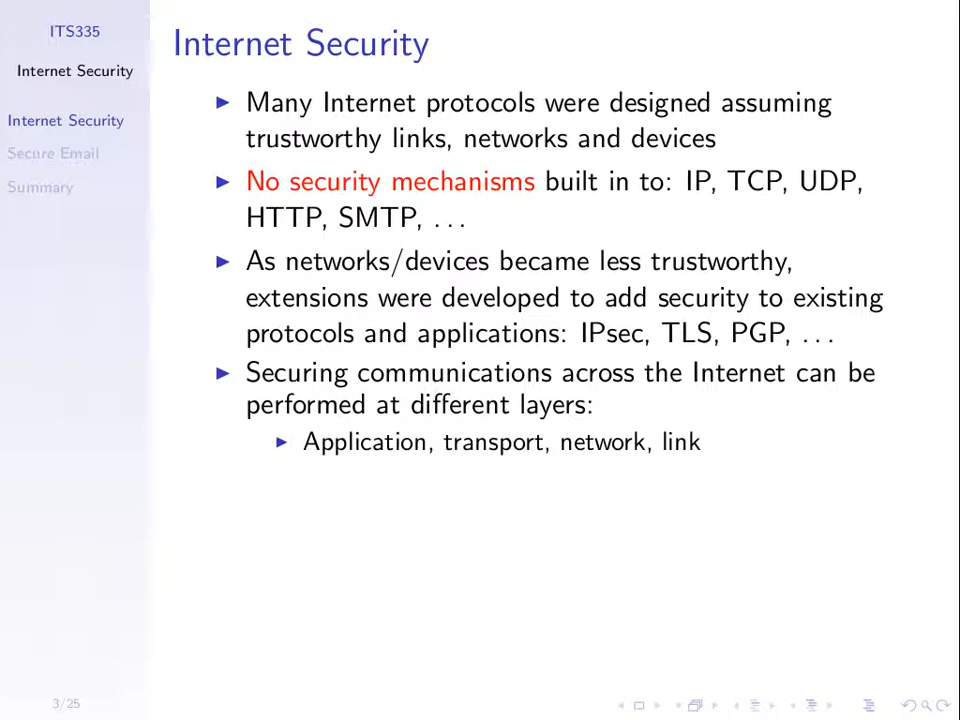 ITS335
Internet Security
Internet Security
Secure Email
Summary
Internet Security
Many Internet protocols were designed assuming
trustworthy links, networks and devices
No security mechanisms built in to: IP, TCP, UDP,
HTTP, SMTP, ...
As networks/devices became less trustworthy,
extensions were developed to add security to existing
protocols and applications: IPsec, TLS, PGP, ...
Securing communications across the Internet can be
performed at different layers:
Application, transport, network, link
3/25